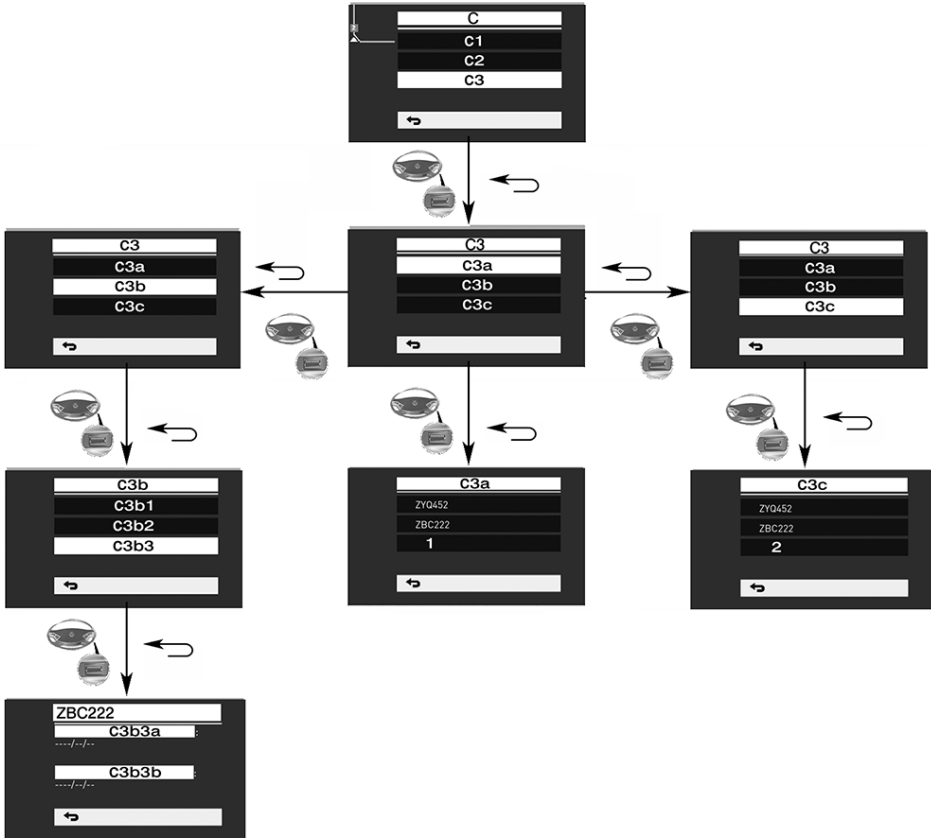 C
C1
C2
C3
C3
C3a
C3b
C3c
C3
C3a
C3b
C3c
C3
C3a
C3b
C3c
C3b
C3b1
C3b2
C3b3
C3a
ZYQ452
ZBC222
1
C3c
ZYQ452
ZBC222
2
ZBC222
C3b3a :
----/--/--
C3b3b :
----/--/--